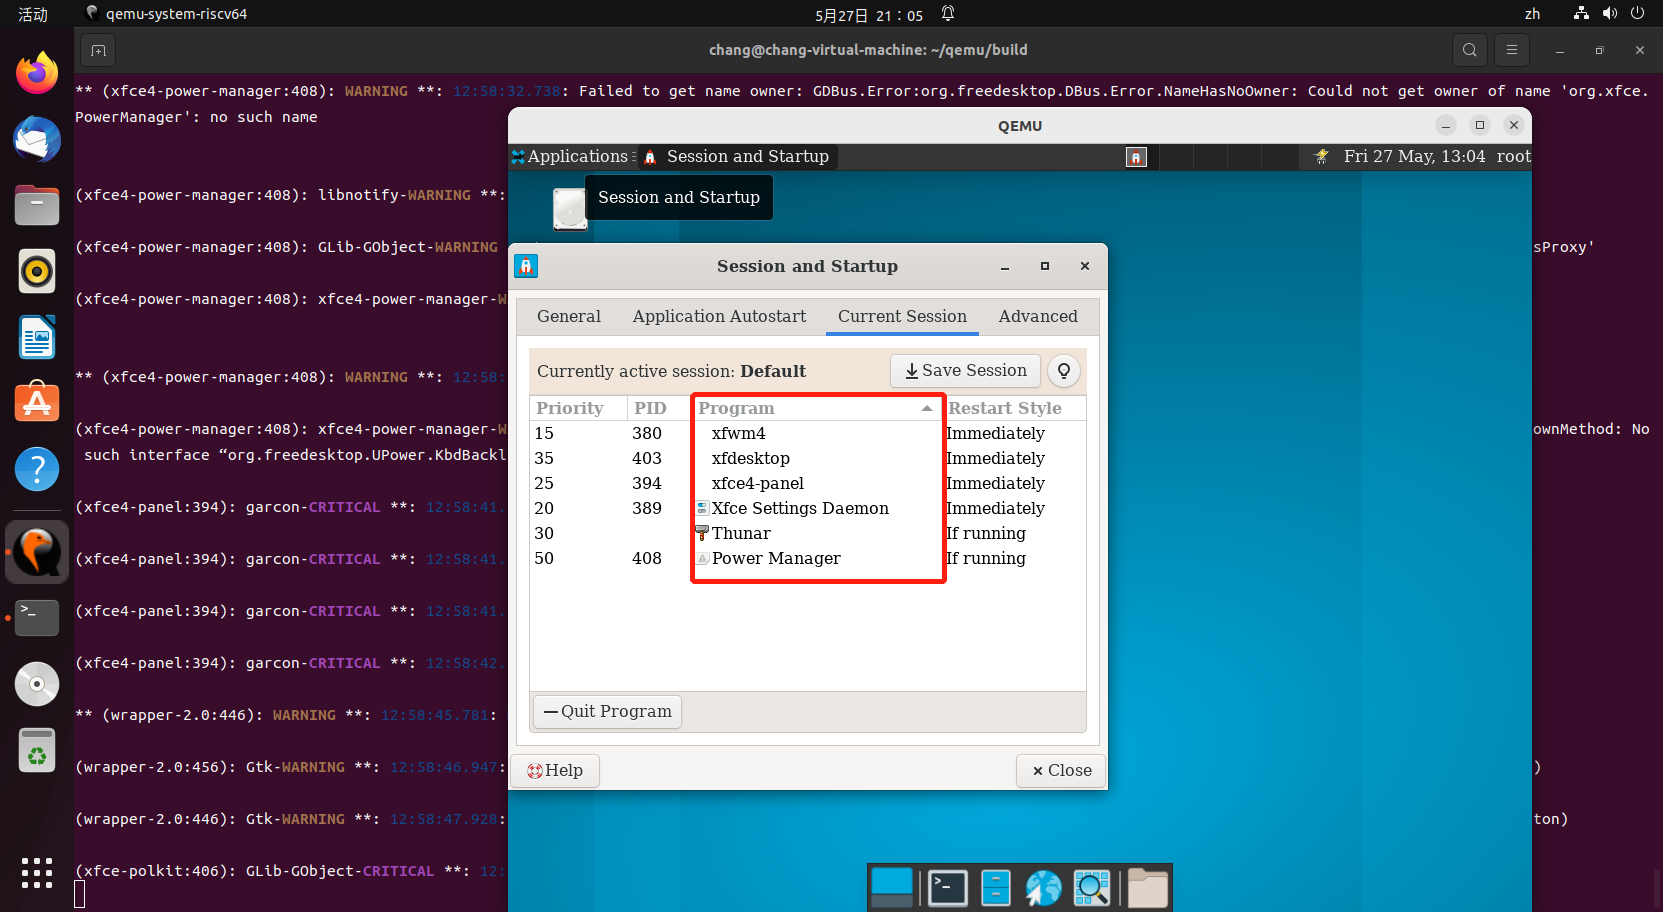 活动
qemu-system-riscv64
5月27日 21：05
zh
chang@chang-virtual-machine: ~/qemu/build
** (xfce4-power-manager:408): WARNING **: 12:58:32.738: Failed to get name owner: GDBus.Error:org.freedesktop.DBus.Error.NameHasNoOwner: Could not get owner of name 'org.xfce.
PowerManager': no such name
QEMU
Applications
Session and Startup
Fri 27 May, 13:04 root
(xfce4-power-manager:408): libnotify-WARNING **:
Session and Startup
(xfce4-power-manager:408): GLib-GObject-WARNING
sProxy'
Session and Startup
(xfce4-power-manager:408): xfce4-power-manager-W
General
Application Autostart
Current Session
Advanced
Currently active session: Default
Save Session
** (xfce4-power-manager:408): WARNING **: 12:58:
Priority PID Program Restart Style
15 380 xfwm4 Immediately
35 403 xfdesktop Immediately
25 394 xfce4-panel Immediately
20 389 Xfce Settings Daemon Immediately
30 Thunar If running
50 408 Power Manager If running
(xfce4-power-manager:408): xfce4-power-manager-W
ownMethod: No
such interface “org.freedesktop.UPower.KbdBackl
(xfce4-panel:394): garcon-CRITICAL **: 12:58:41.
(xfce4-panel:394): garcon-CRITICAL **: 12:58:41.
(xfce4-panel:394): garcon-CRITICAL **: 12:58:41.
(xfce4-panel:394): garcon-CRITICAL **: 12:58:42.
** (wrapper-2.0:446): WARNING **: 12:58:45.781:
Quit Program
(wrapper-2.0:456): Gtk-WARNING **: 12:58:46.947:
)
Help
Close
(wrapper-2.0:446): Gtk-WARNING **: 12:58:47.928:
ton)
(xfce-polkit:406): GLib-GObject-CRITICAL **: 12: